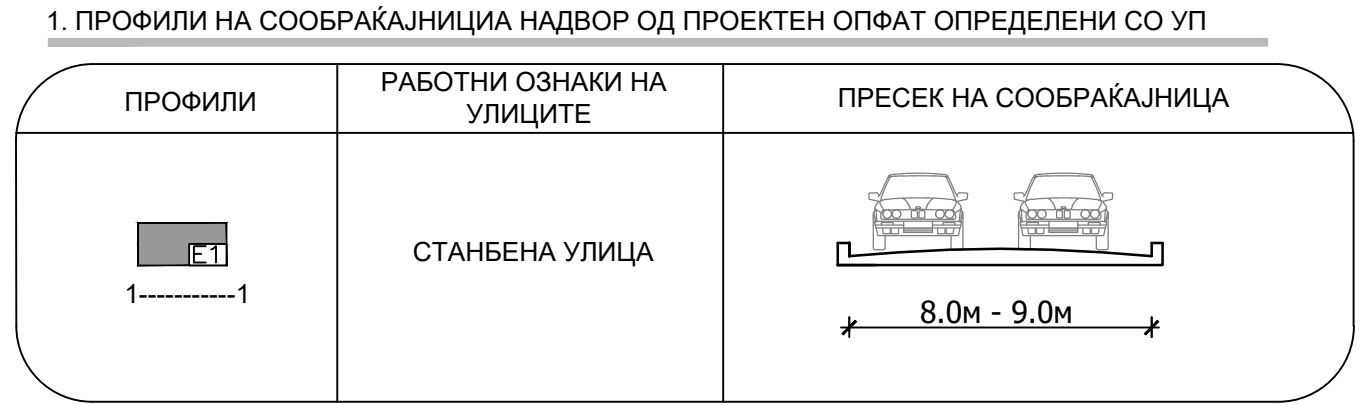 1. ПРОФИЛИ НА СООБРАЌАЈНИЦИА НАДВОР ОД ПРОЕКТЕН ОПФАТ ОПРЕДЕЛЕНИ СО УП
ПРОФИЛИ
РАБОТНИ ОЗНАКИ НА
УЛИЦИТЕ
ПРЕСЕК НА СООБРАЌАЈНИЦА
E1
1-----------1
СТАНБЕНА УЛИЦА
8.0м - 9.0м